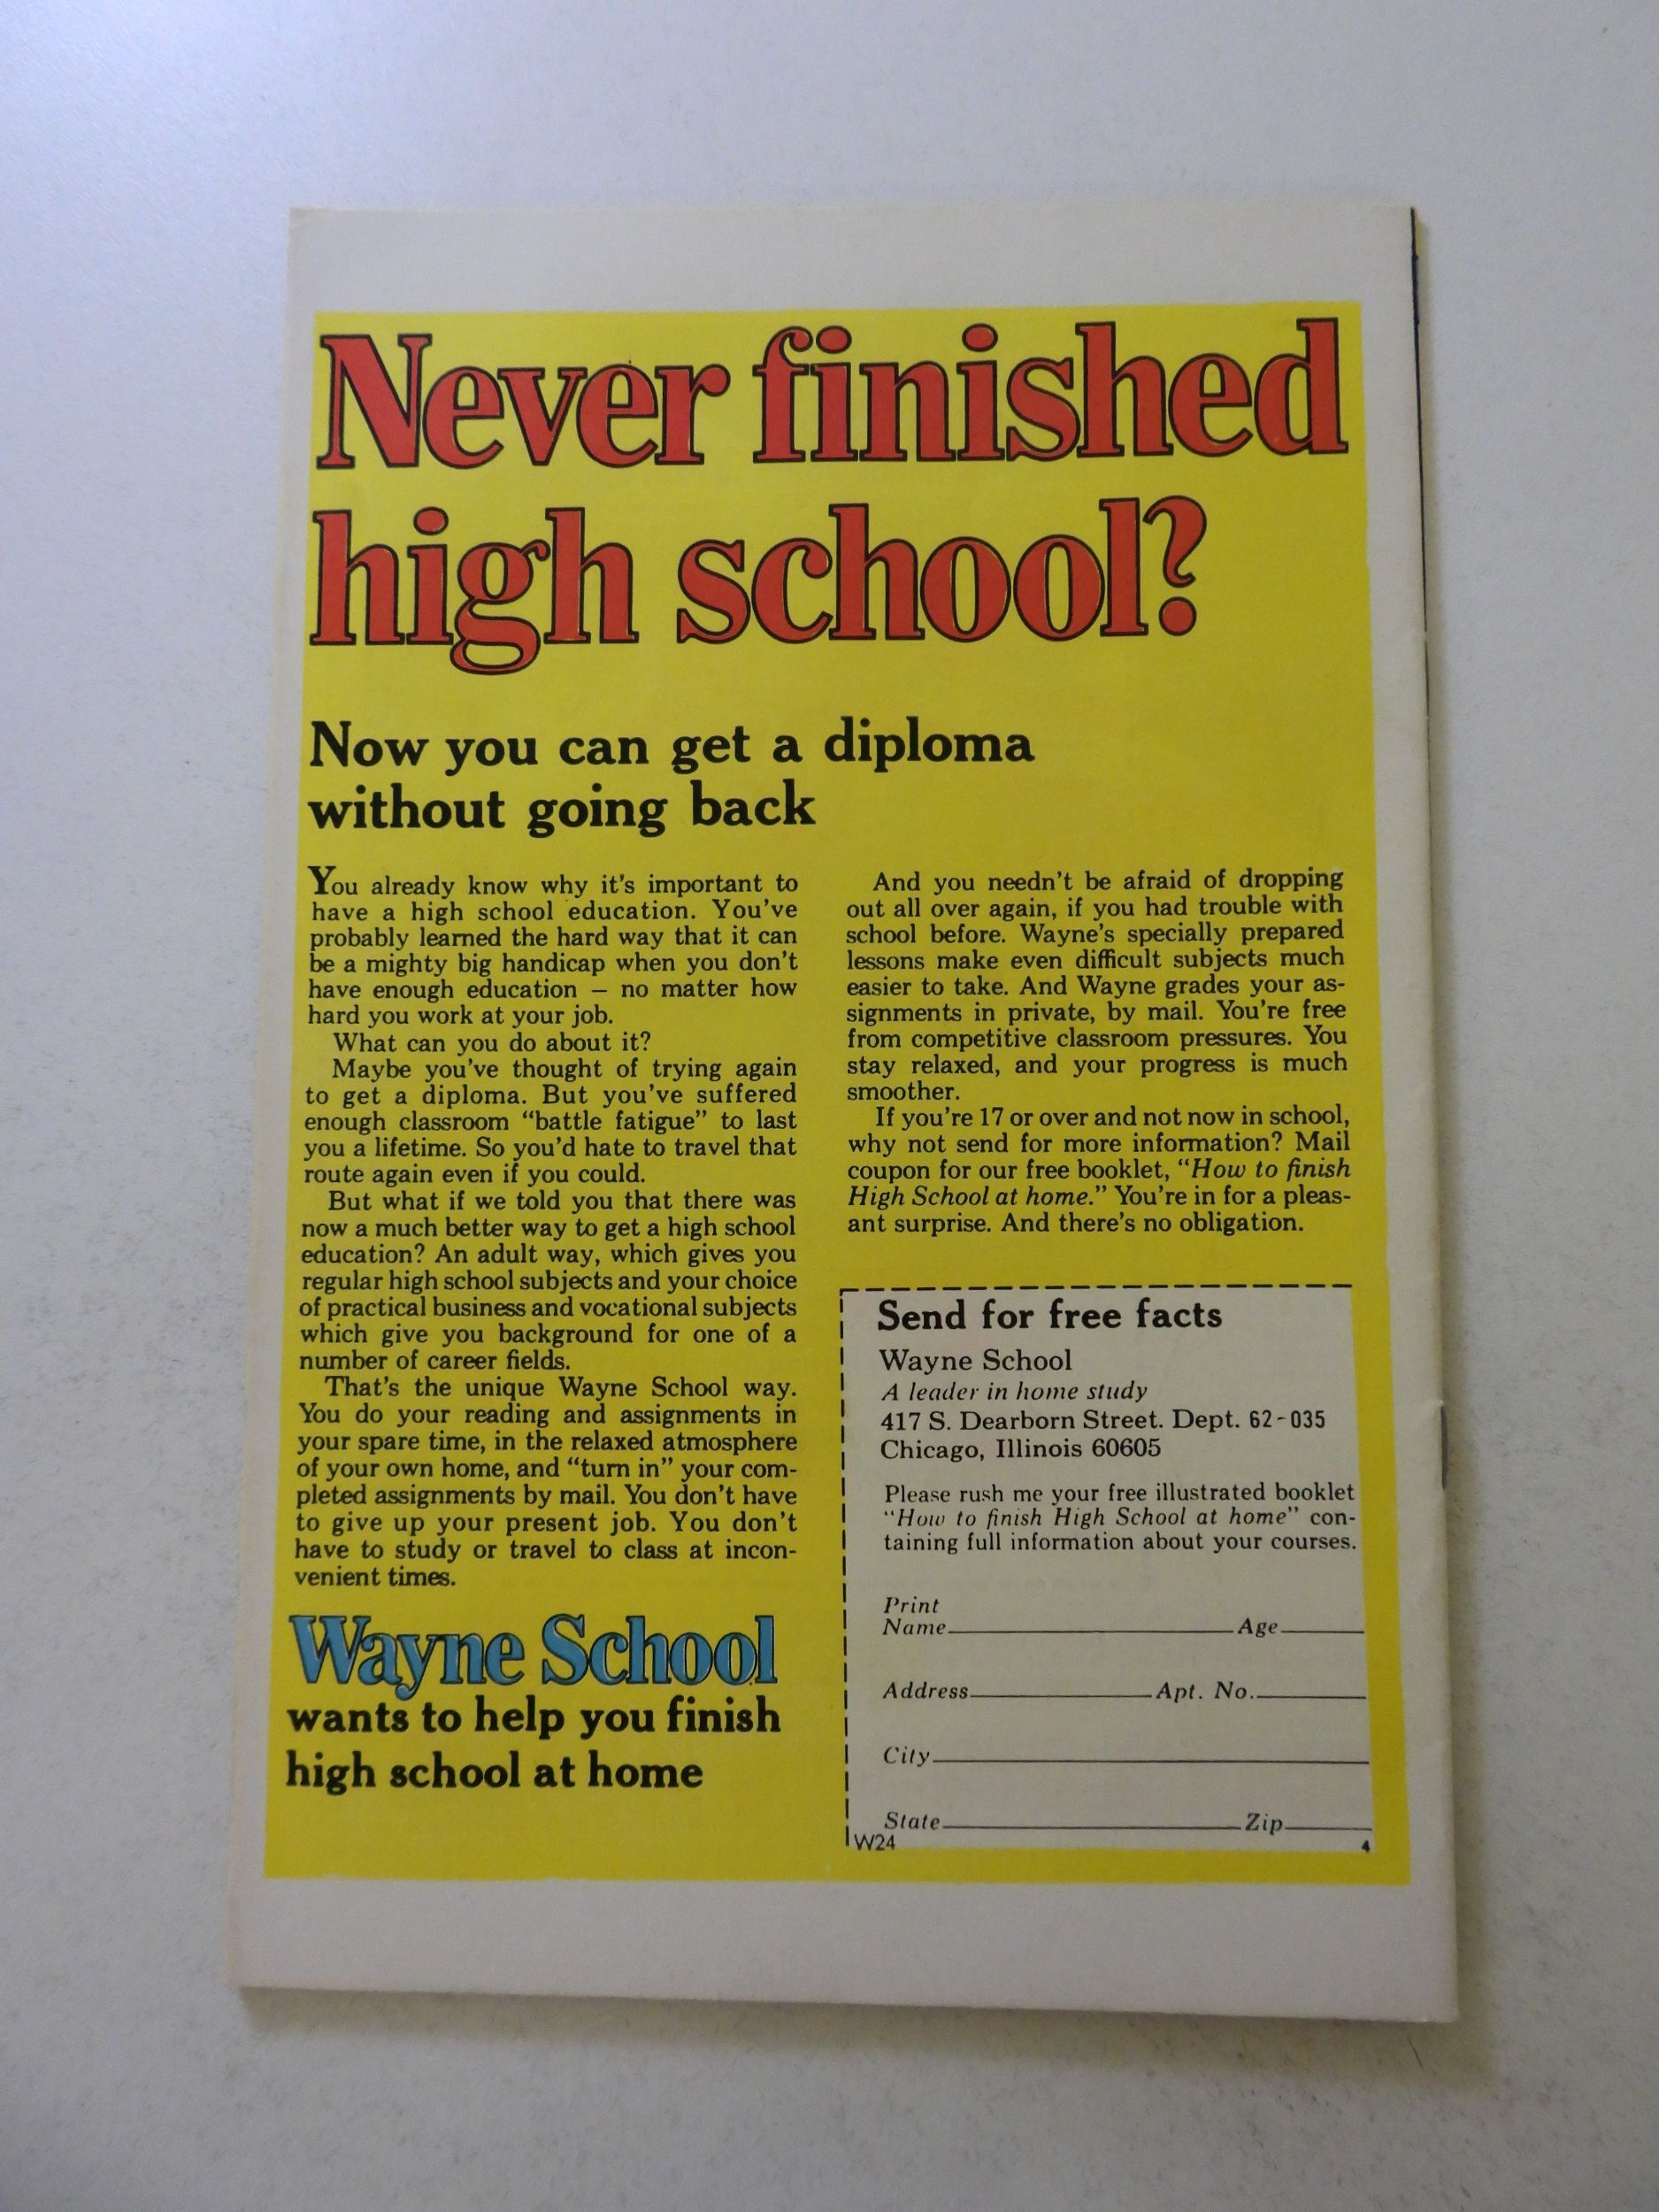 Never finished
high school?
Now you can get a diploma
without going back
You already know why it's important to
have a high school education. You've
probably learned the hard way that it can
be a mighty big handicap when you don't
have enough education — no matter how
hard you work at your job.
What can you do about it?
Maybe you've thought of trying again
to get a diploma. But you've suffered
enough classroom “battle fatigue” to last
you a lifetime. So you'd hate to travel that
route again even if you could.
But what if we told you that there was
now a much better way to get a high school
education? An adult way, which gives you
regular high school subjects and your choice
of practical business and vocational subjects
which give you background for one of a
number of career fields.
That's the unique Wayne School way.
You do your reading and assignments in
your spare time, in the relaxed atmosphere
of your own home, and “turn in” your com-
pleted assignments by mail. You don't have
to give up your present job. You don't
have to study or travel to class at incon-
venient times.
Wayne School
wants to help you finish
high school at home
And you needn't be afraid of dropping
out all over again, if you had trouble with
school before. Wayne's specially prepared
lessons make even difficult subjects much
easier to take. And Wayne grades your as-
signments in private, by mail. You're free
from competitive classroom pressures. You
stay relaxed, and your progress is much
smoother.
If you're 17 or over and not now in school,
why not send for more information? Mail
coupon for our free booklet, “How to finish
High School at home.” You're in for a pleas-
ant surprise. And there's no obligation.
Send for free facts
Wayne School
A leader in home study
417 S. Dearborn Street. Dept. 62-035
Chicago, Illinois 60605
Please rush me your free illustrated booklet
“How to finish High School at home” con-
taining full information about your courses.
Print
Name Age
Address Apt. No.
City
State Zip
W24 4